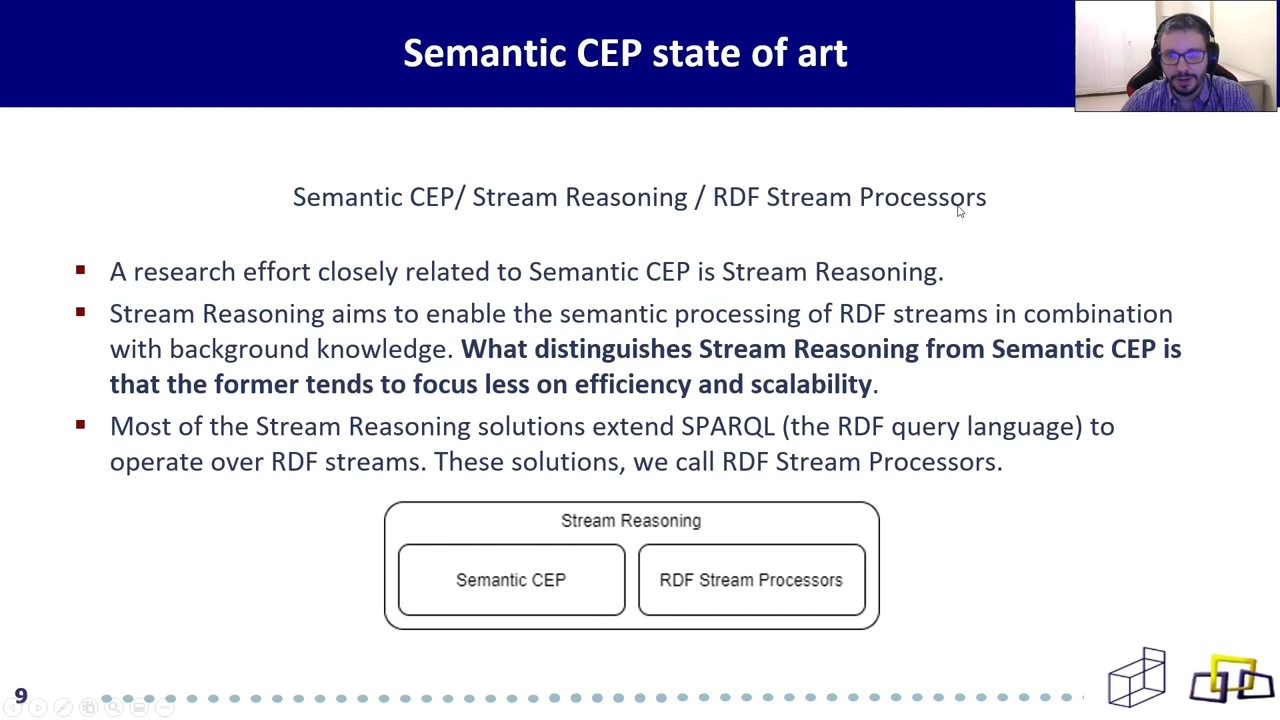 Semantic CEP state of art
Semantic CEP/ Stream Reasoning / RDF Stream Processors
A research effort closely related to Semantic CEP is Stream Reasoning.
Stream Reasoning aims to enable the semantic processing of RDF streams in combination
with background knowledge. What distinguishes Stream Reasoning from Semantic CEP is
that the former tends to focus less on efficiency and scalability.
Most of the Stream Reasoning solutions extend SPARQL (the RDF query language) to
operate over RDF streams. These solutions, we call RDF Stream Processors.
Stream Reasoning
Semantic CEP
RDF Stream Processors
9